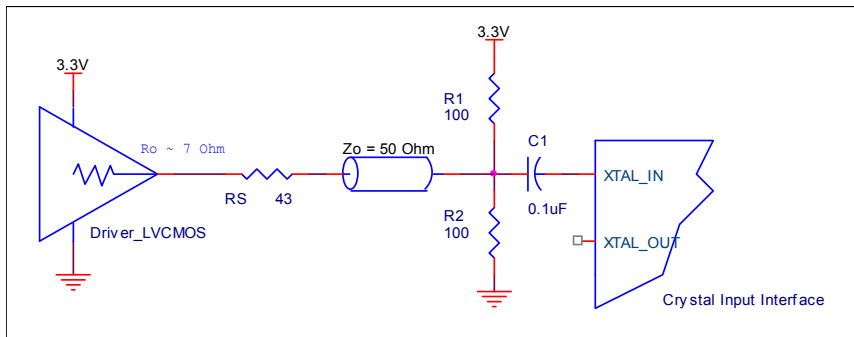 3.3V
3.3V
R1
100
Ro ~ 7 Ohm
Zo = 50 Ohm
C1
XTAL_IN
RS 43
0.1uF
R2
100
XTAL_OUT
Driver_LVCMOS
Crystal Input Interface